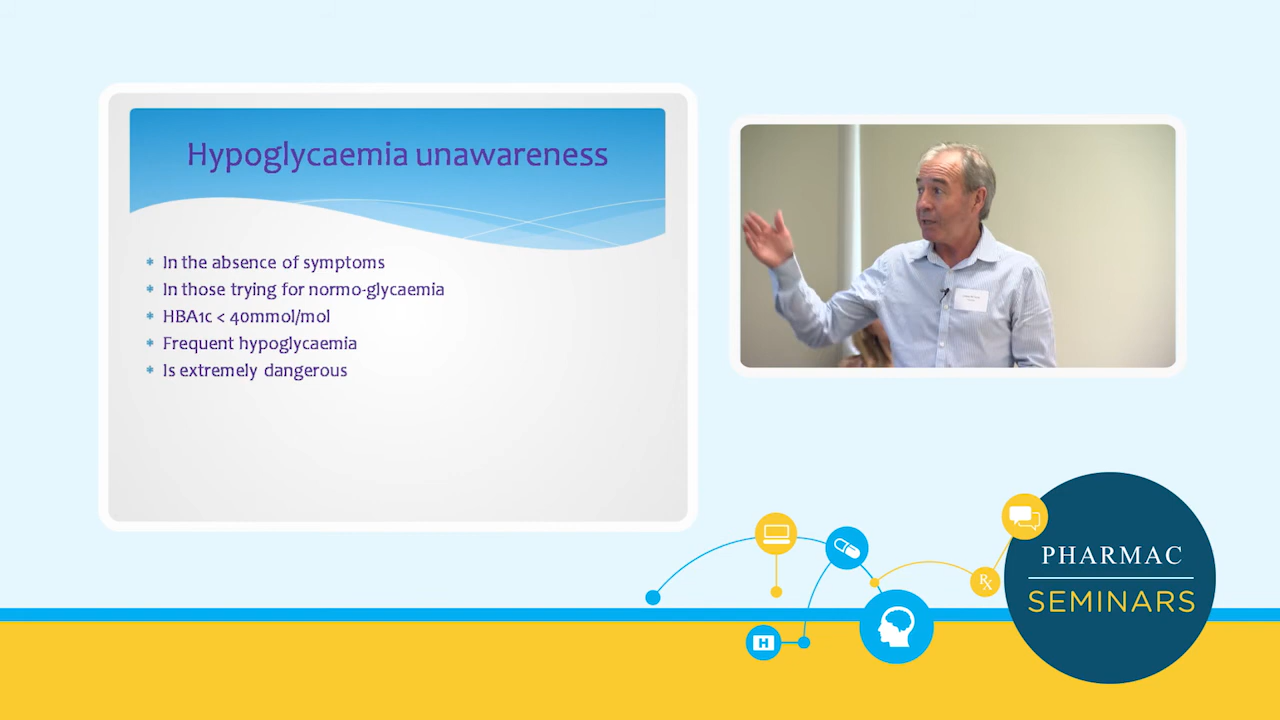 Hypoglycaemia unawareness
In the absence of symptoms
In those trying for normo-glycaemia
HBA1c < 40mmol/mol
Frequent hypoglycaemia
Is extremely dangerous
PHARMAC
SEMINARS
Rx
H